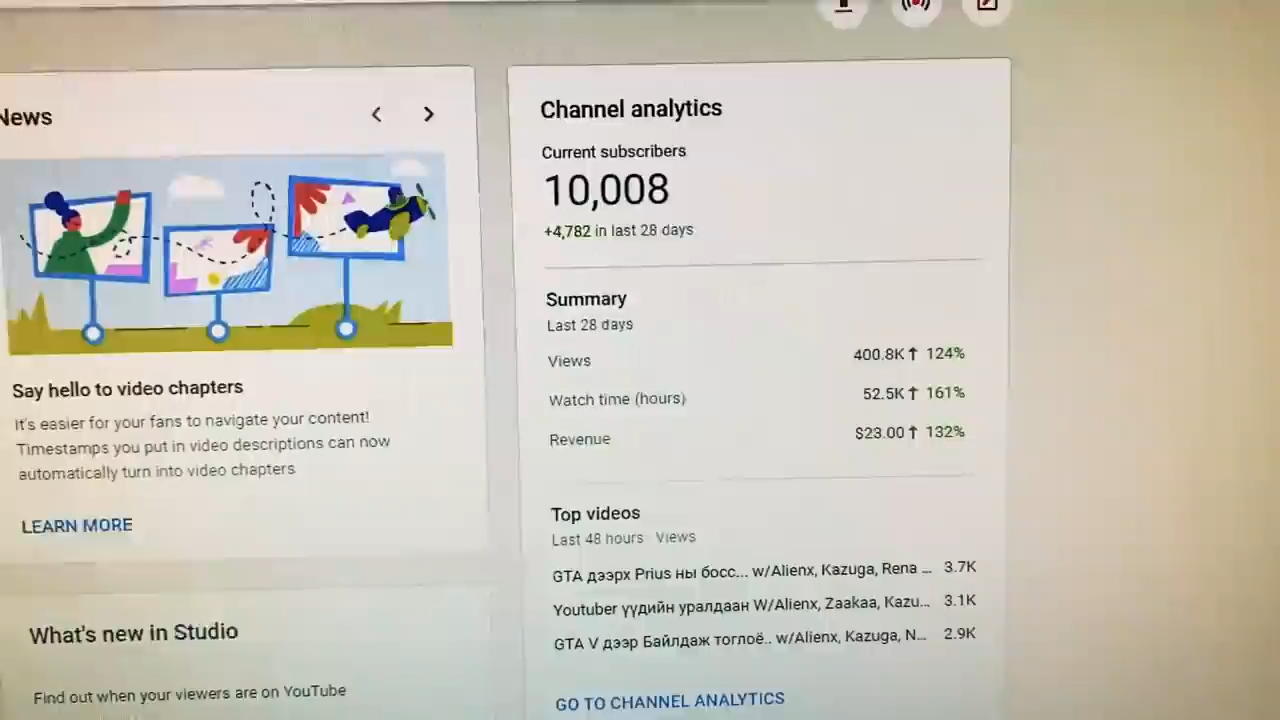 News
Say hello to video chapters
It's easier for your fans to navigate your content!
Timestamps you put in video descriptions can now
automatically turn into video chapters
LEARN MORE
What's new in Studio
Find out when your viewers are on YouTube
Channel analytics
Current subscribers
10,008
+4,782 in last 28 days
Summary
Last 28 days
Views 400.8K↑ 124%
Watch time (hours) 52.5K↑ 161%
Revenue $23.00↑ 132%
Top videos
Last 48 hours · Views
GTA дээрх Prius ны босс... w/Alienx, Kazuga, Rena ... 3.7K
Youtuber үүдийн уралдаан W/Alienx, Zaakaa, Kazu... 3.1K
GTA V дээр Байлдаж тоглоё.. w/Alienx, Kazuga, N... 2.9K
GO TO CHANNEL ANALYTICS